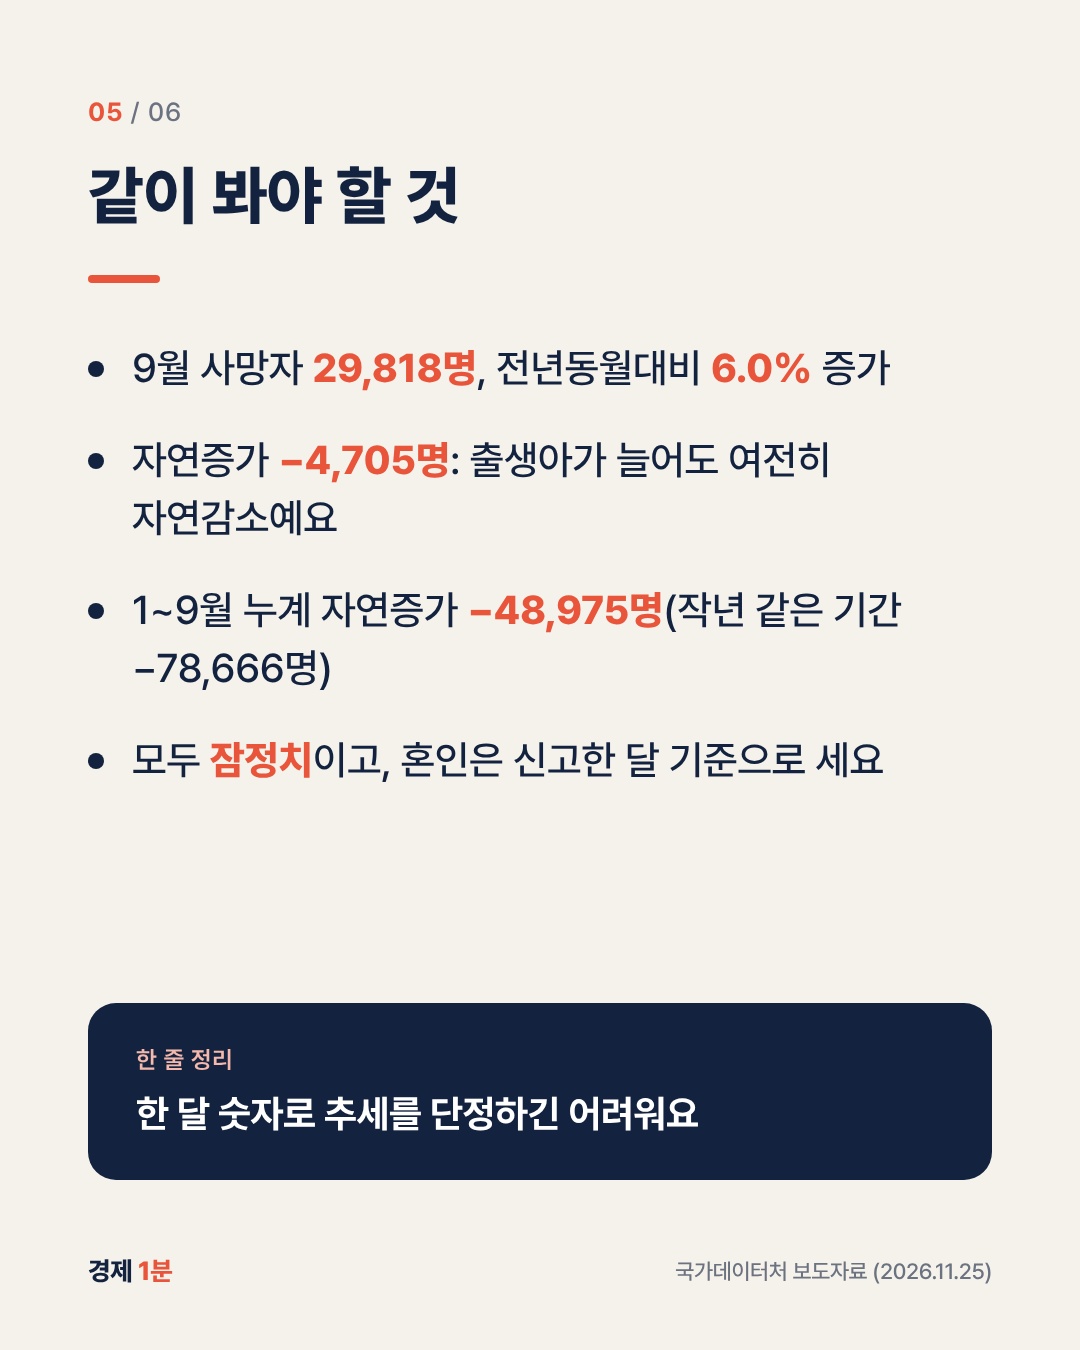 05 / 06
같이 봐야 할 것
• 9월 사망자 29,818명, 전년동월대비 6.0% 증가
• 자연증가 −4,705명: 출생아가 늘어도 여전히
자연감소예요
• 1~9월 누계 자연증가 −48,975명(작년 같은 기간
−78,666명)
• 모두 잠정치이고, 혼인은 신고한 달 기준으로 세요
한 줄 정리
한 달 숫자로 추세를 단정하긴 어려워요
경제 1분
국가데이터처 보도자료 (2026.11.25)